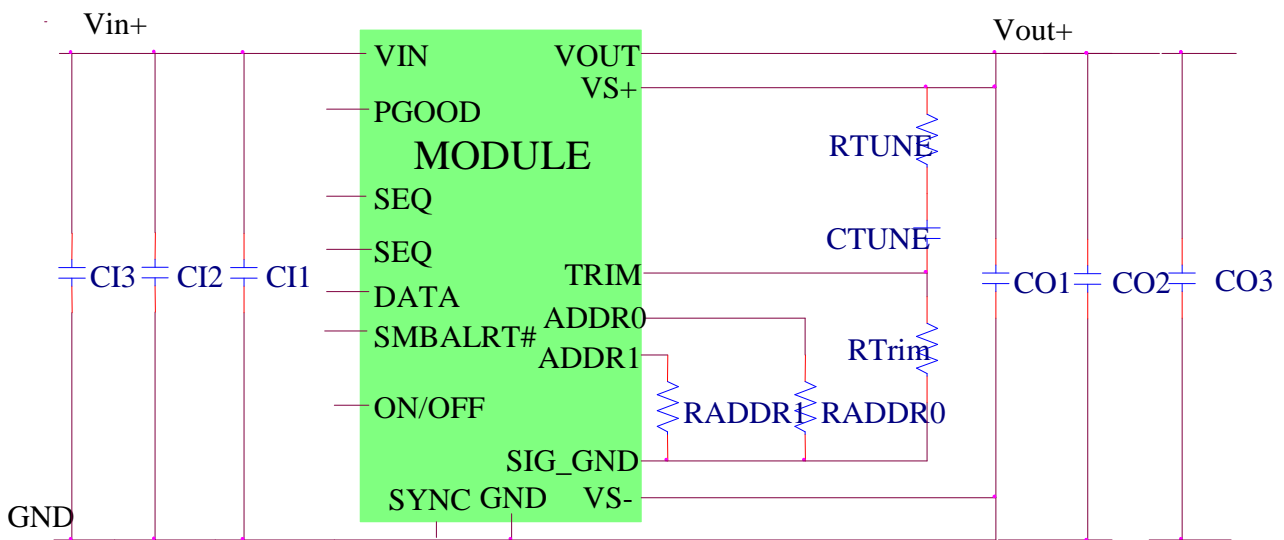 Vin+
Vout+
VIN
VOUT
VS+
PGOOD
MODULE
RTUNE
SEQ
CTUNE
SEQ
TRIM
CI3
CI2
CI1
CO1
CO2
CO3
DATA
ADDR0
SMBALRT#
ADDR1
RTrim
ON/OFF
RADDR1
RADDR0
SIG_GND
SYNC
GND
VS-
GND